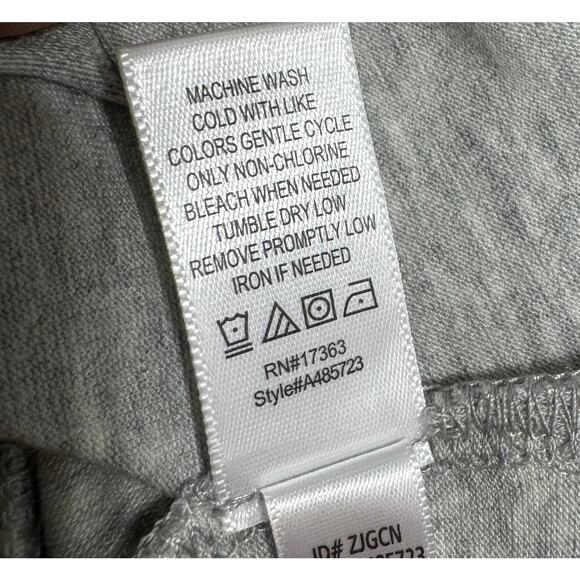 MACHINE WASH
COLD WITH LIKE
COLORS GENTLE CYCLE
ONLY NON-CHLORINE
BLEACH WHEN NEEDED
TUMBLE DRY LOW
REMOVE PROMPTLY LOW
IRON IF NEEDED
RN#17363
Style#A485723
ID# ZJGCN